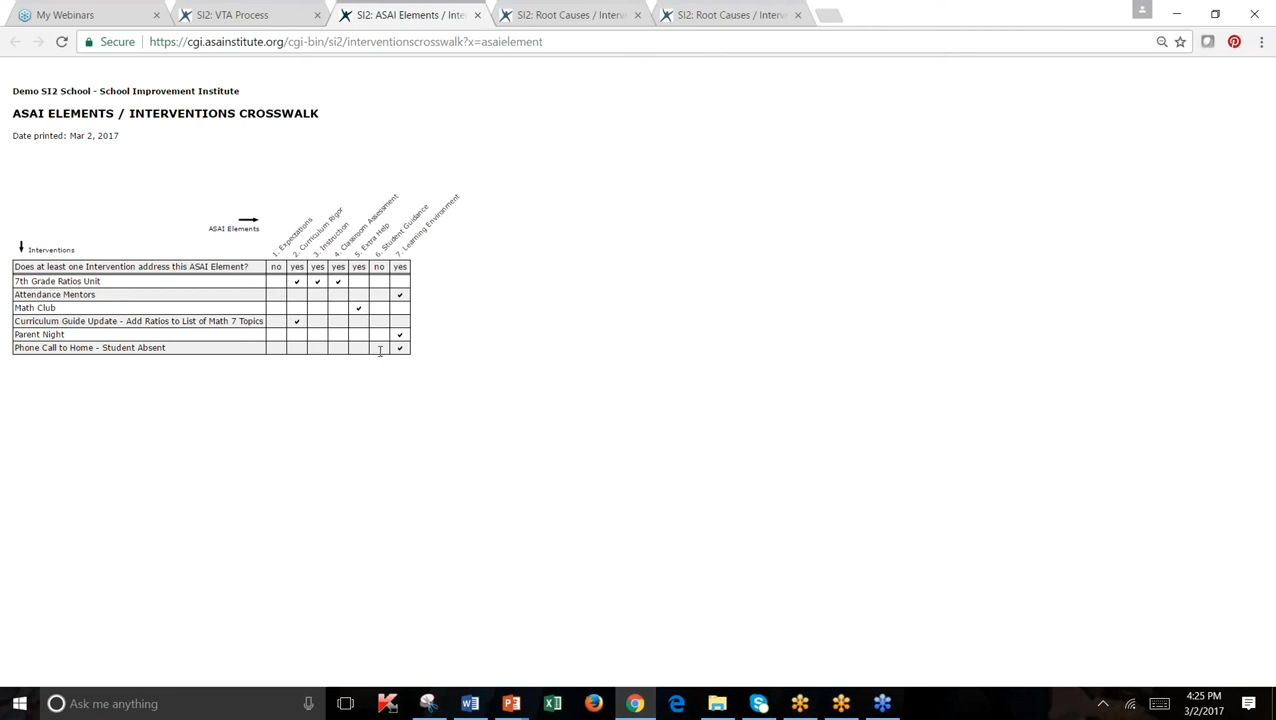 My Webinars
SI2: VTA Process
SI2: ASAI Elements / Inte
SI2: Root Causes / Interv
SI2: Root Causes / Interv
Secure
https://cgi.asainstitute.org/cgi-bin/si2/interventionscrosswalk?x=asaielement
Demo SI2 School - School Improvement Institute
ASAI ELEMENTS / INTERVENTIONS CROSSWALK
Date printed: Mar 2, 2017
ASAI Elements
1. Expectations
2. Curriculum Rigor
3. Instruction
4. Classroom Assessment
5. Extra Help
6. Student Guidance
7. Learning Environment
Interventions
Does at least one Intervention address this ASAI Element? no yes yes yes yes no yes
7th Grade Ratios Unit ✔ ✔ ✔
Attendance Mentors ✔
Math Club ✔
Curriculum Guide Update - Add Ratios to List of Math 7 Topics ✔
Parent Night ✔
Phone Call to Home - Student Absent ✔
Ask me anything
4:25 PM
3/2/2017